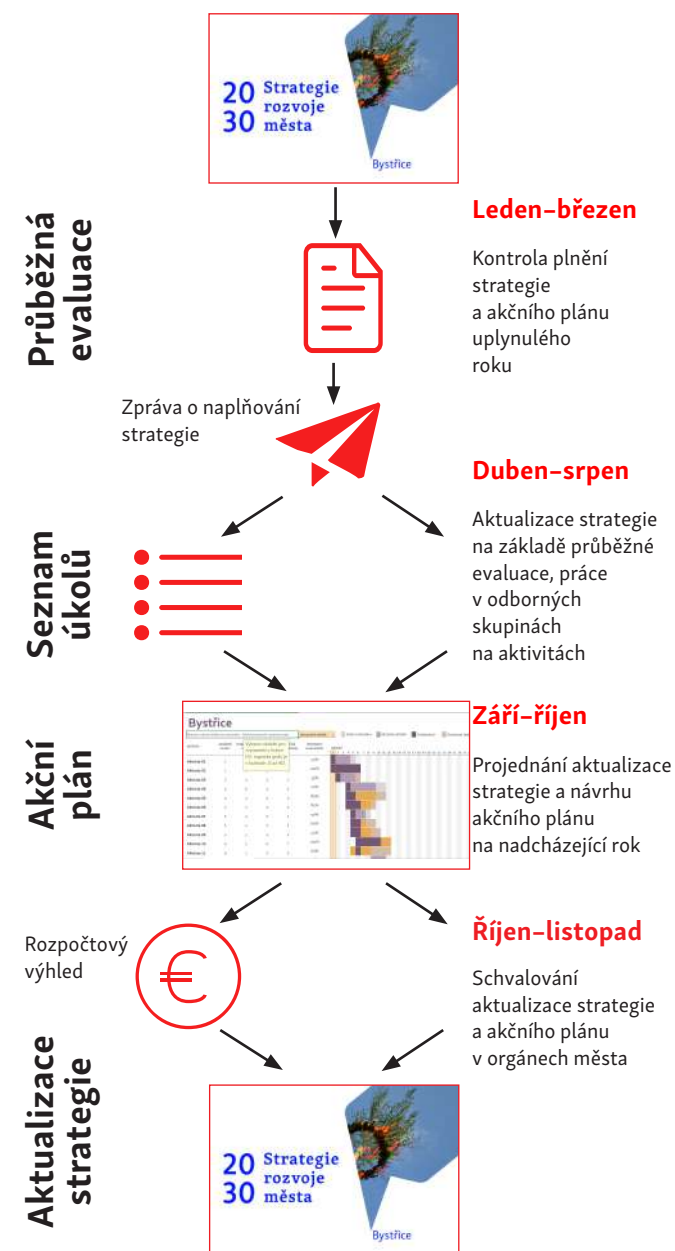 20 Strategie
rozvoje
30 města
Bystřice
Průběžná
evaluace
Leden–březen
Kontrola plnění
strategie
a akčního plánu
uplynulého
roku
Zpráva o naplňování
strategie
Seznam
úkolů
Duben–srpen
Aktualizace strategie
na základě průběžné
evaluace, práce
v odborných
skupinách
na aktivitách
Akční
plán
Bystřice
Září–říjen
Projednání aktualizace
strategie a návrhu
akčního plánu
na nadcházející rok
Rozpočtový
výhled
€
Říjen–listopad
Schvalování
aktualizace strategie
a akčního plánu
v orgánech města
Aktualizace
strategie
20 Strategie
rozvoje
30 města
Bystřice